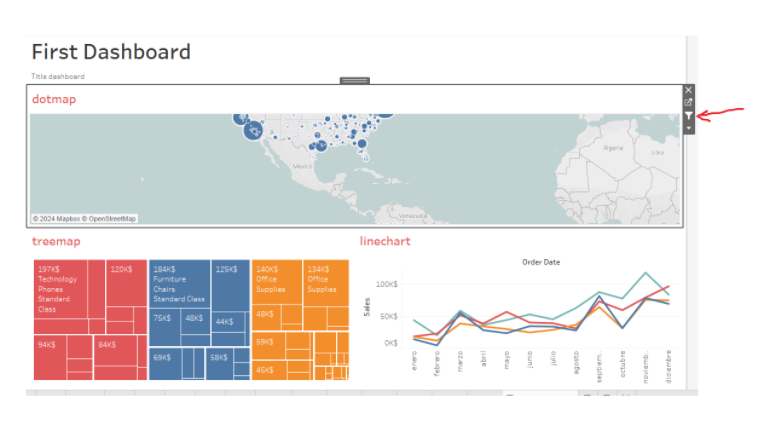 First Dashboard
Title dashboard
dotmap
Mexico
Venezuela
Algeria
Libya
© 2024 Mapbox © OpenStreetMap
treemap
197K$
Technology
Phones
Standard
Class
120K$
94K$
84K$
184K$
Furniture
Chairs
Standard Class
125K$
75K$
48K$
44K$
69K$
58K$
140K$
Office
Supplies
134K$
Office
Supplies
48K$
59K$
45K$
linechart
Order Date
Sales
100K$
50K$
0K$
enero
febrero
marzo
abril
mayo
junio
julio
agosto
septiem..
octubre
noviemb..
diciembre